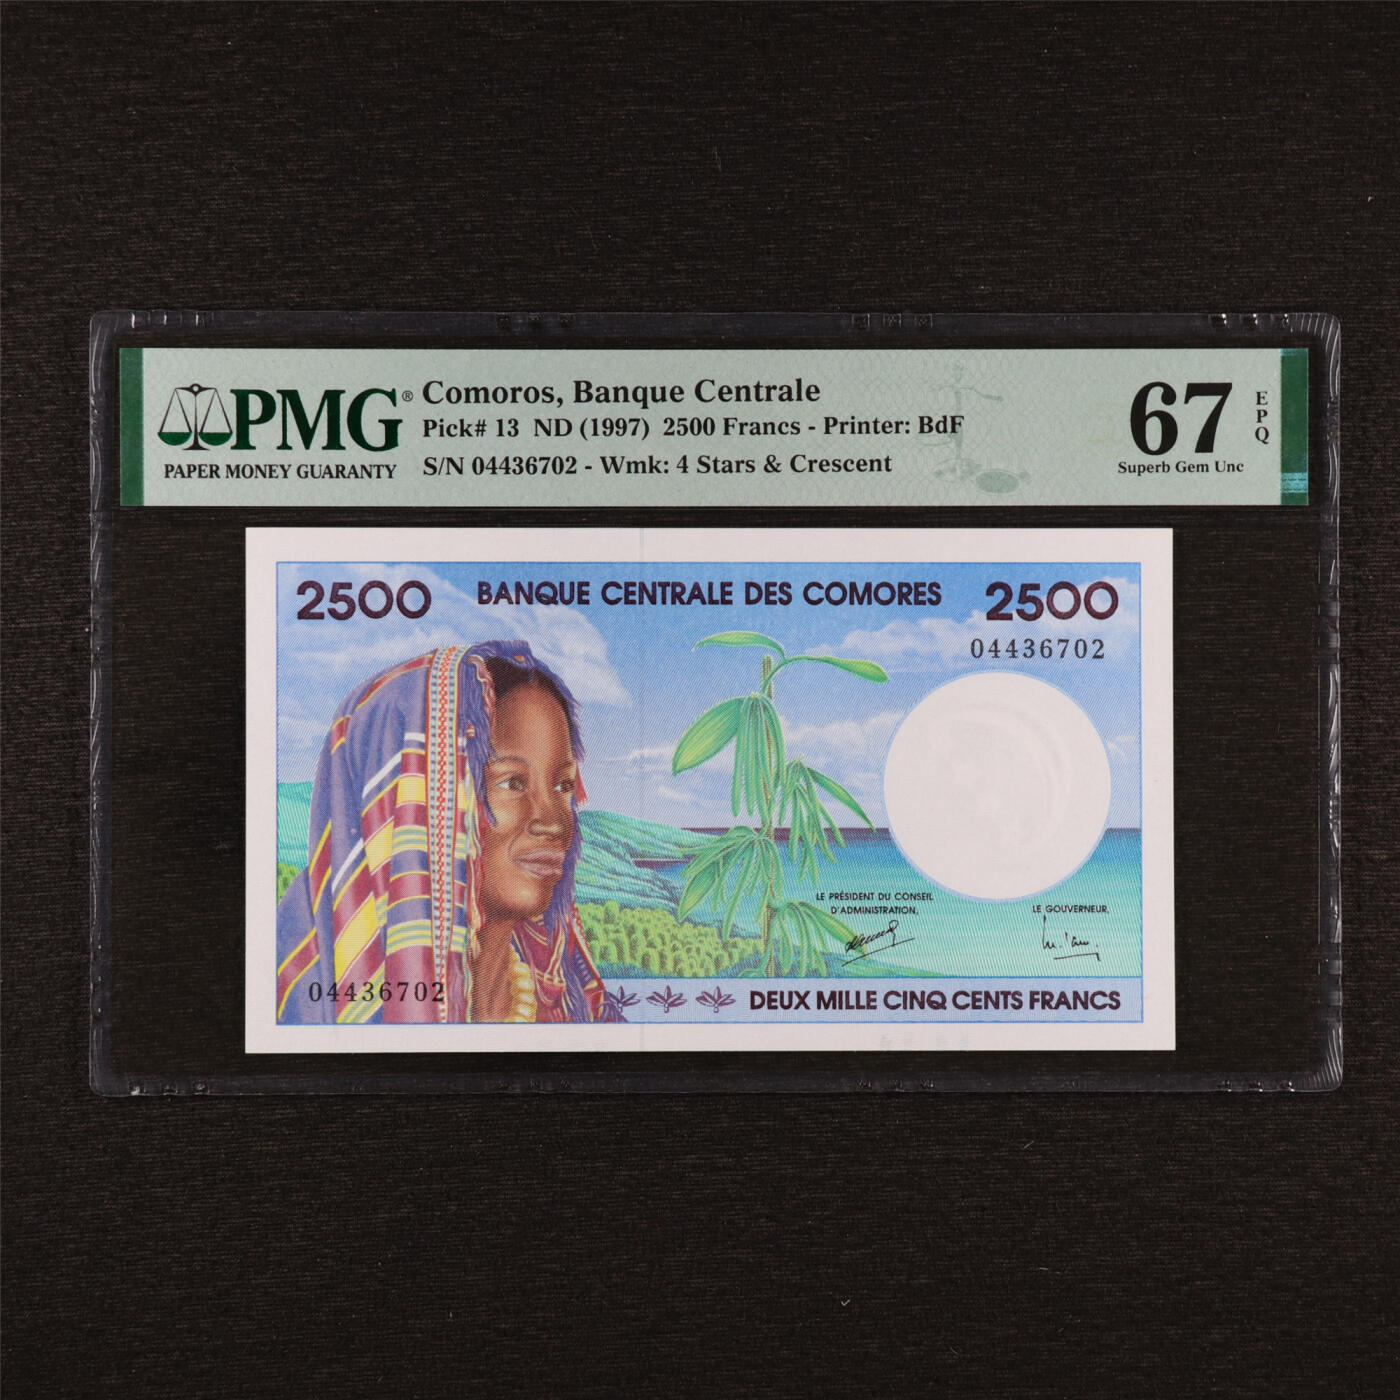 PMG®
PAPER MONEY GUARANTY
Comoros, Banque Centrale
Pick# 13 ND (1997) 2500 Francs - Printer: BdF
S/N 04436702 - Wmk: 4 Stars & Crescent
67
EPQ
Superb Gem Unc
2500 BANQUE CENTRALE DES COMORES 2500
04436702
LE PRÉSIDENT DU CONSEIL
D'ADMINISTRATION,
LE GOUVERNEUR,
04436702
DEUX MILLE CINQ CENTS FRANCS